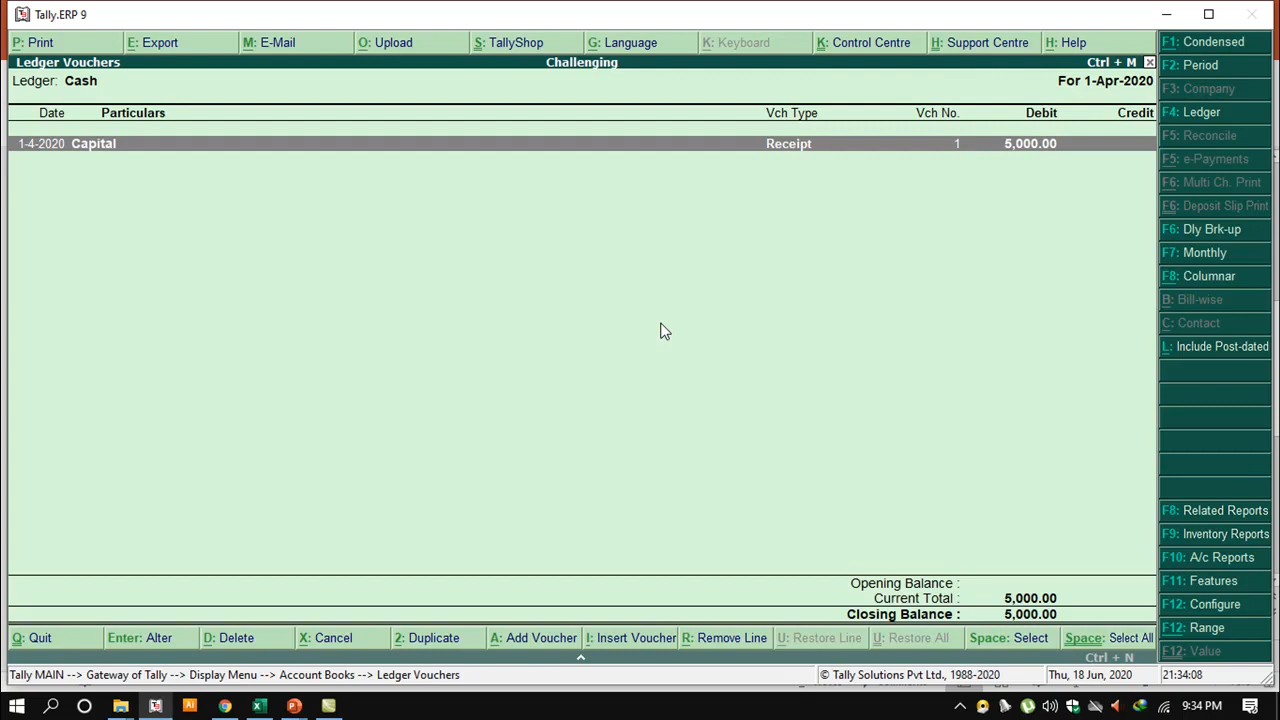 Tally.ERP 9
P: Print E: Export M: E-Mail O: Upload S: TallyShop G: Language K: Keyboard K: Control Centre H: Support Centre H: Help
Ledger Vouchers Challenging Ctrl + M
Ledger: Cash For 1-Apr-2020
Date Particulars Vch Type Vch No. Debit Credit
1-4-2020 Capital Receipt 1 5,000.00
Opening Balance :
Current Total : 5,000.00
Closing Balance : 5,000.00
F1: Condensed
F2: Period
F3: Company
F4: Ledger
F5: Reconcile
F5: e-Payments
F6: Multi Ch. Print
F6: Deposit Slip Print
F6: Dly Brk-up
F7: Monthly
F8: Columnar
B: Bill-wise
C: Contact
L: Include Post-dated
F8: Related Reports
F9: Inventory Reports
F10: A/c Reports
F11: Features
F12: Configure
F12: Range
F12: Value
Q: Quit Enter: Alter D: Delete X: Cancel 2: Duplicate A: Add Voucher I: Insert Voucher R: Remove Line U: Restore Line U: Restore All Space: Select Space: Select All
Ctrl + N
Tally MAIN --> Gateway of Tally --> Display Menu --> Account Books --> Ledger Vouchers © Tally Solutions Pvt Ltd., 1988-2020 Thu, 18 Jun, 2020 21:34:08
9:34 PM